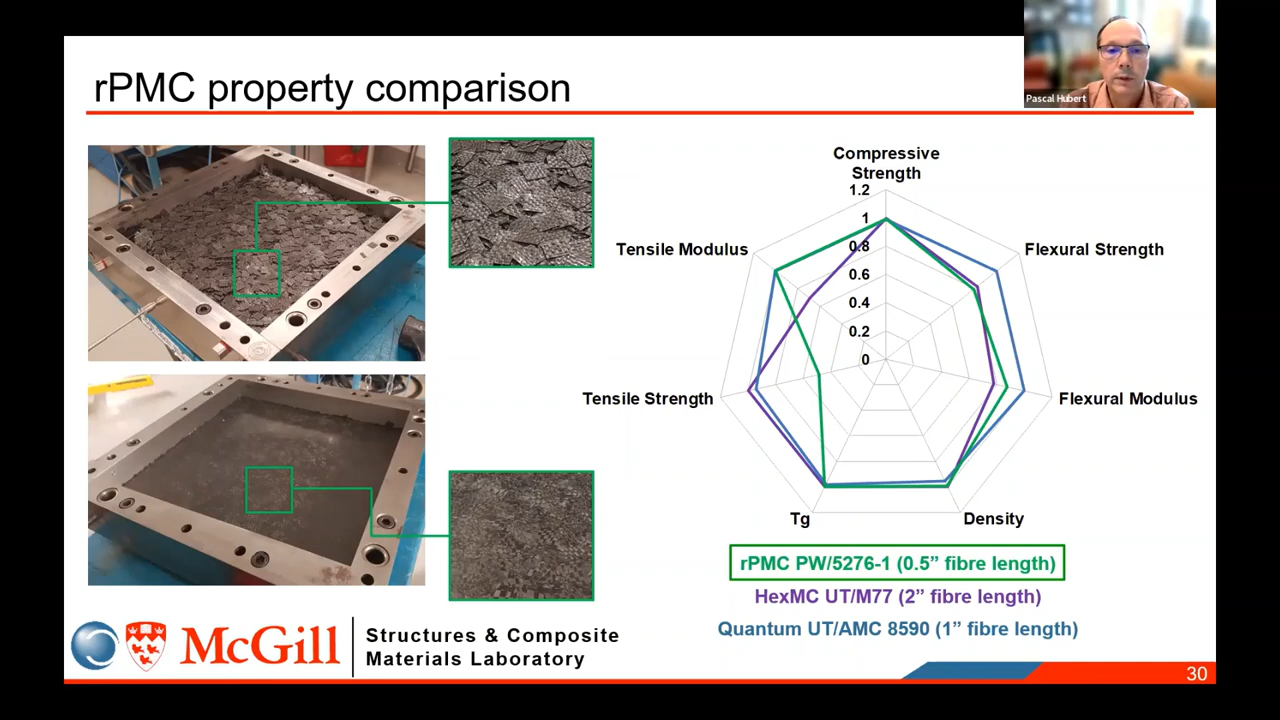 rPMC property comparison
Pascal Hubert
Compressive
Strength
1.2
1
0.8
0.6
0.4
0.2
0
Tensile Modulus
Flexural Strength
Tensile Strength
Flexural Modulus
Tg
Density
rPMC PW/5276-1 (0.5” fibre length)
HexMC UT/M77 (2” fibre length)
Quantum UT/AMC 8590 (1” fibre length)
McGill
Structures & Composite
Materials Laboratory
30